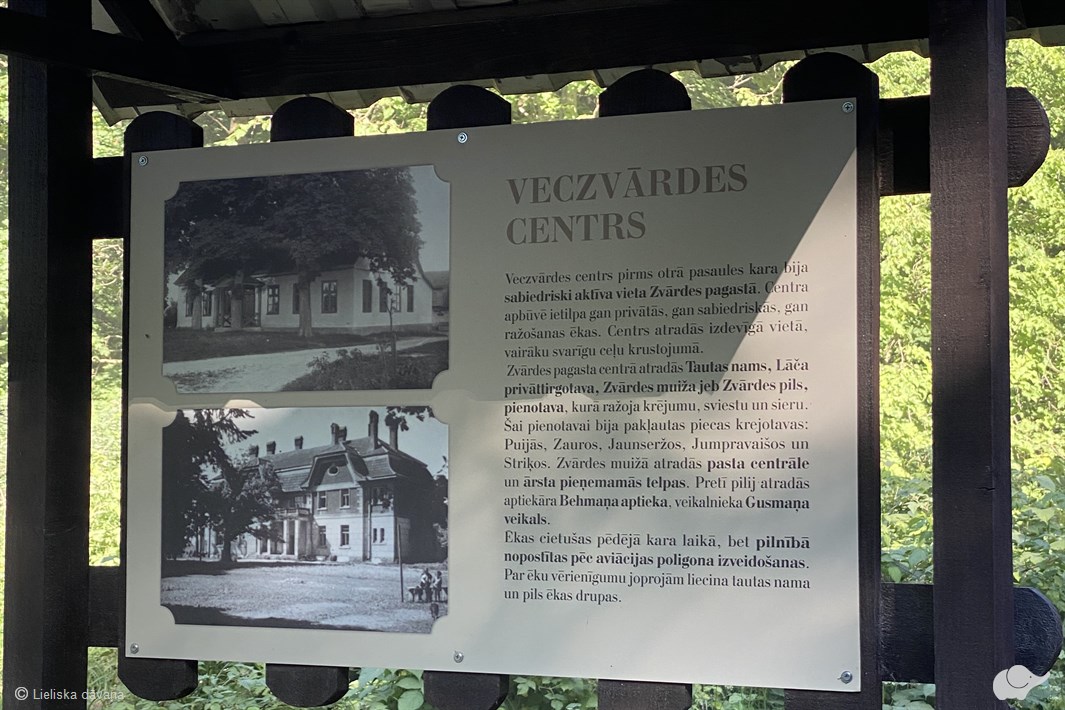 VECZVĀRDES
CENTRS
Veczvārdes centrs pirms otrā pasaules kara bija
sabiedriski aktīva vieta Zvārdes pagastā. Centra
apbūvē ietilpa gan privātās, gan sabiedriskās, gan
ražošanas ēkas. Centrs atradās izdevīgā vietā,
vairāku svarīgu ceļu krustojumā.
Zvārdes pagasta centrā atradās Tautas nams, Lāča
privāttirgotava, Zvārdes muiža jeb Zvārdes pils,
pienotava, kurā ražoja krējumu, sviestu un sieru.
Šai pienotavai bija pakļautas piecas krejotavas:
Puijās, Zauros, Jaunseržos, Jumpravaišos un
Striķos. Zvārdes muižā atradās pasta centrāle
un ārsta pieņemamās telpas. Pretī pilij atradās
aptiekāra Behmaņa aptieka, veikalnieka Gusmaņa
veikals.
Ēkas cietušas pēdējā kara laikā, bet pilnībā
nopostītas pēc aviācijas poligona izveidošanas.
Par ēku vērienīgumu joprojām liecina tautas nama
un pils ēkas drupas.
© Lieliska dāvana